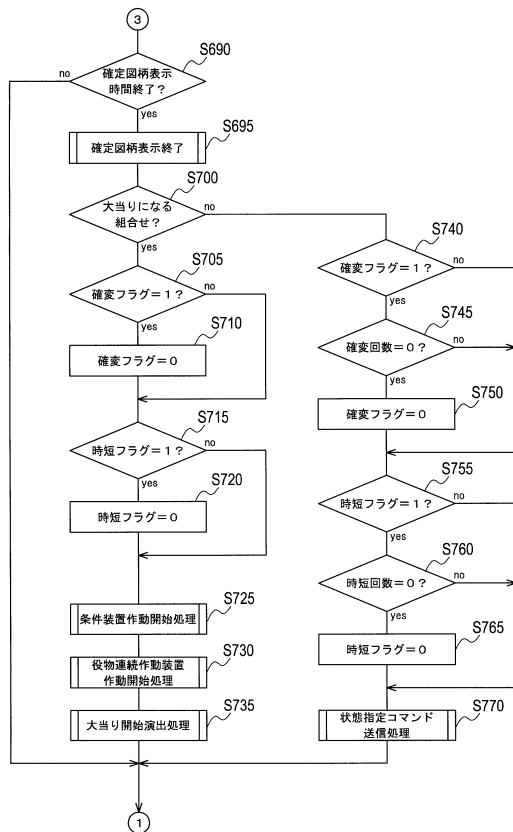 3
S690
確定図柄表示
時間終了？
no
yes
S695
確定図柄表示終了
S700
大当りになる
組合せ？
no
yes
S705
確変フラグ＝１？
no
yes
S710
確変フラグ＝０
S715
時短フラグ＝１？
no
yes
S720
時短フラグ＝０
S725
条件装置作動開始処理
S730
役物連続作動装置
作動開始処理
S735
大当り開始演出処理
S740
確変フラグ＝１？
no
yes
S745
確変回数＝０？
no
yes
S750
確変フラグ＝０
S755
時短フラグ＝１？
no
yes
S760
時短回数＝０？
no
yes
S765
時短フラグ＝０
S770
状態指定コマンド
送信処理
1